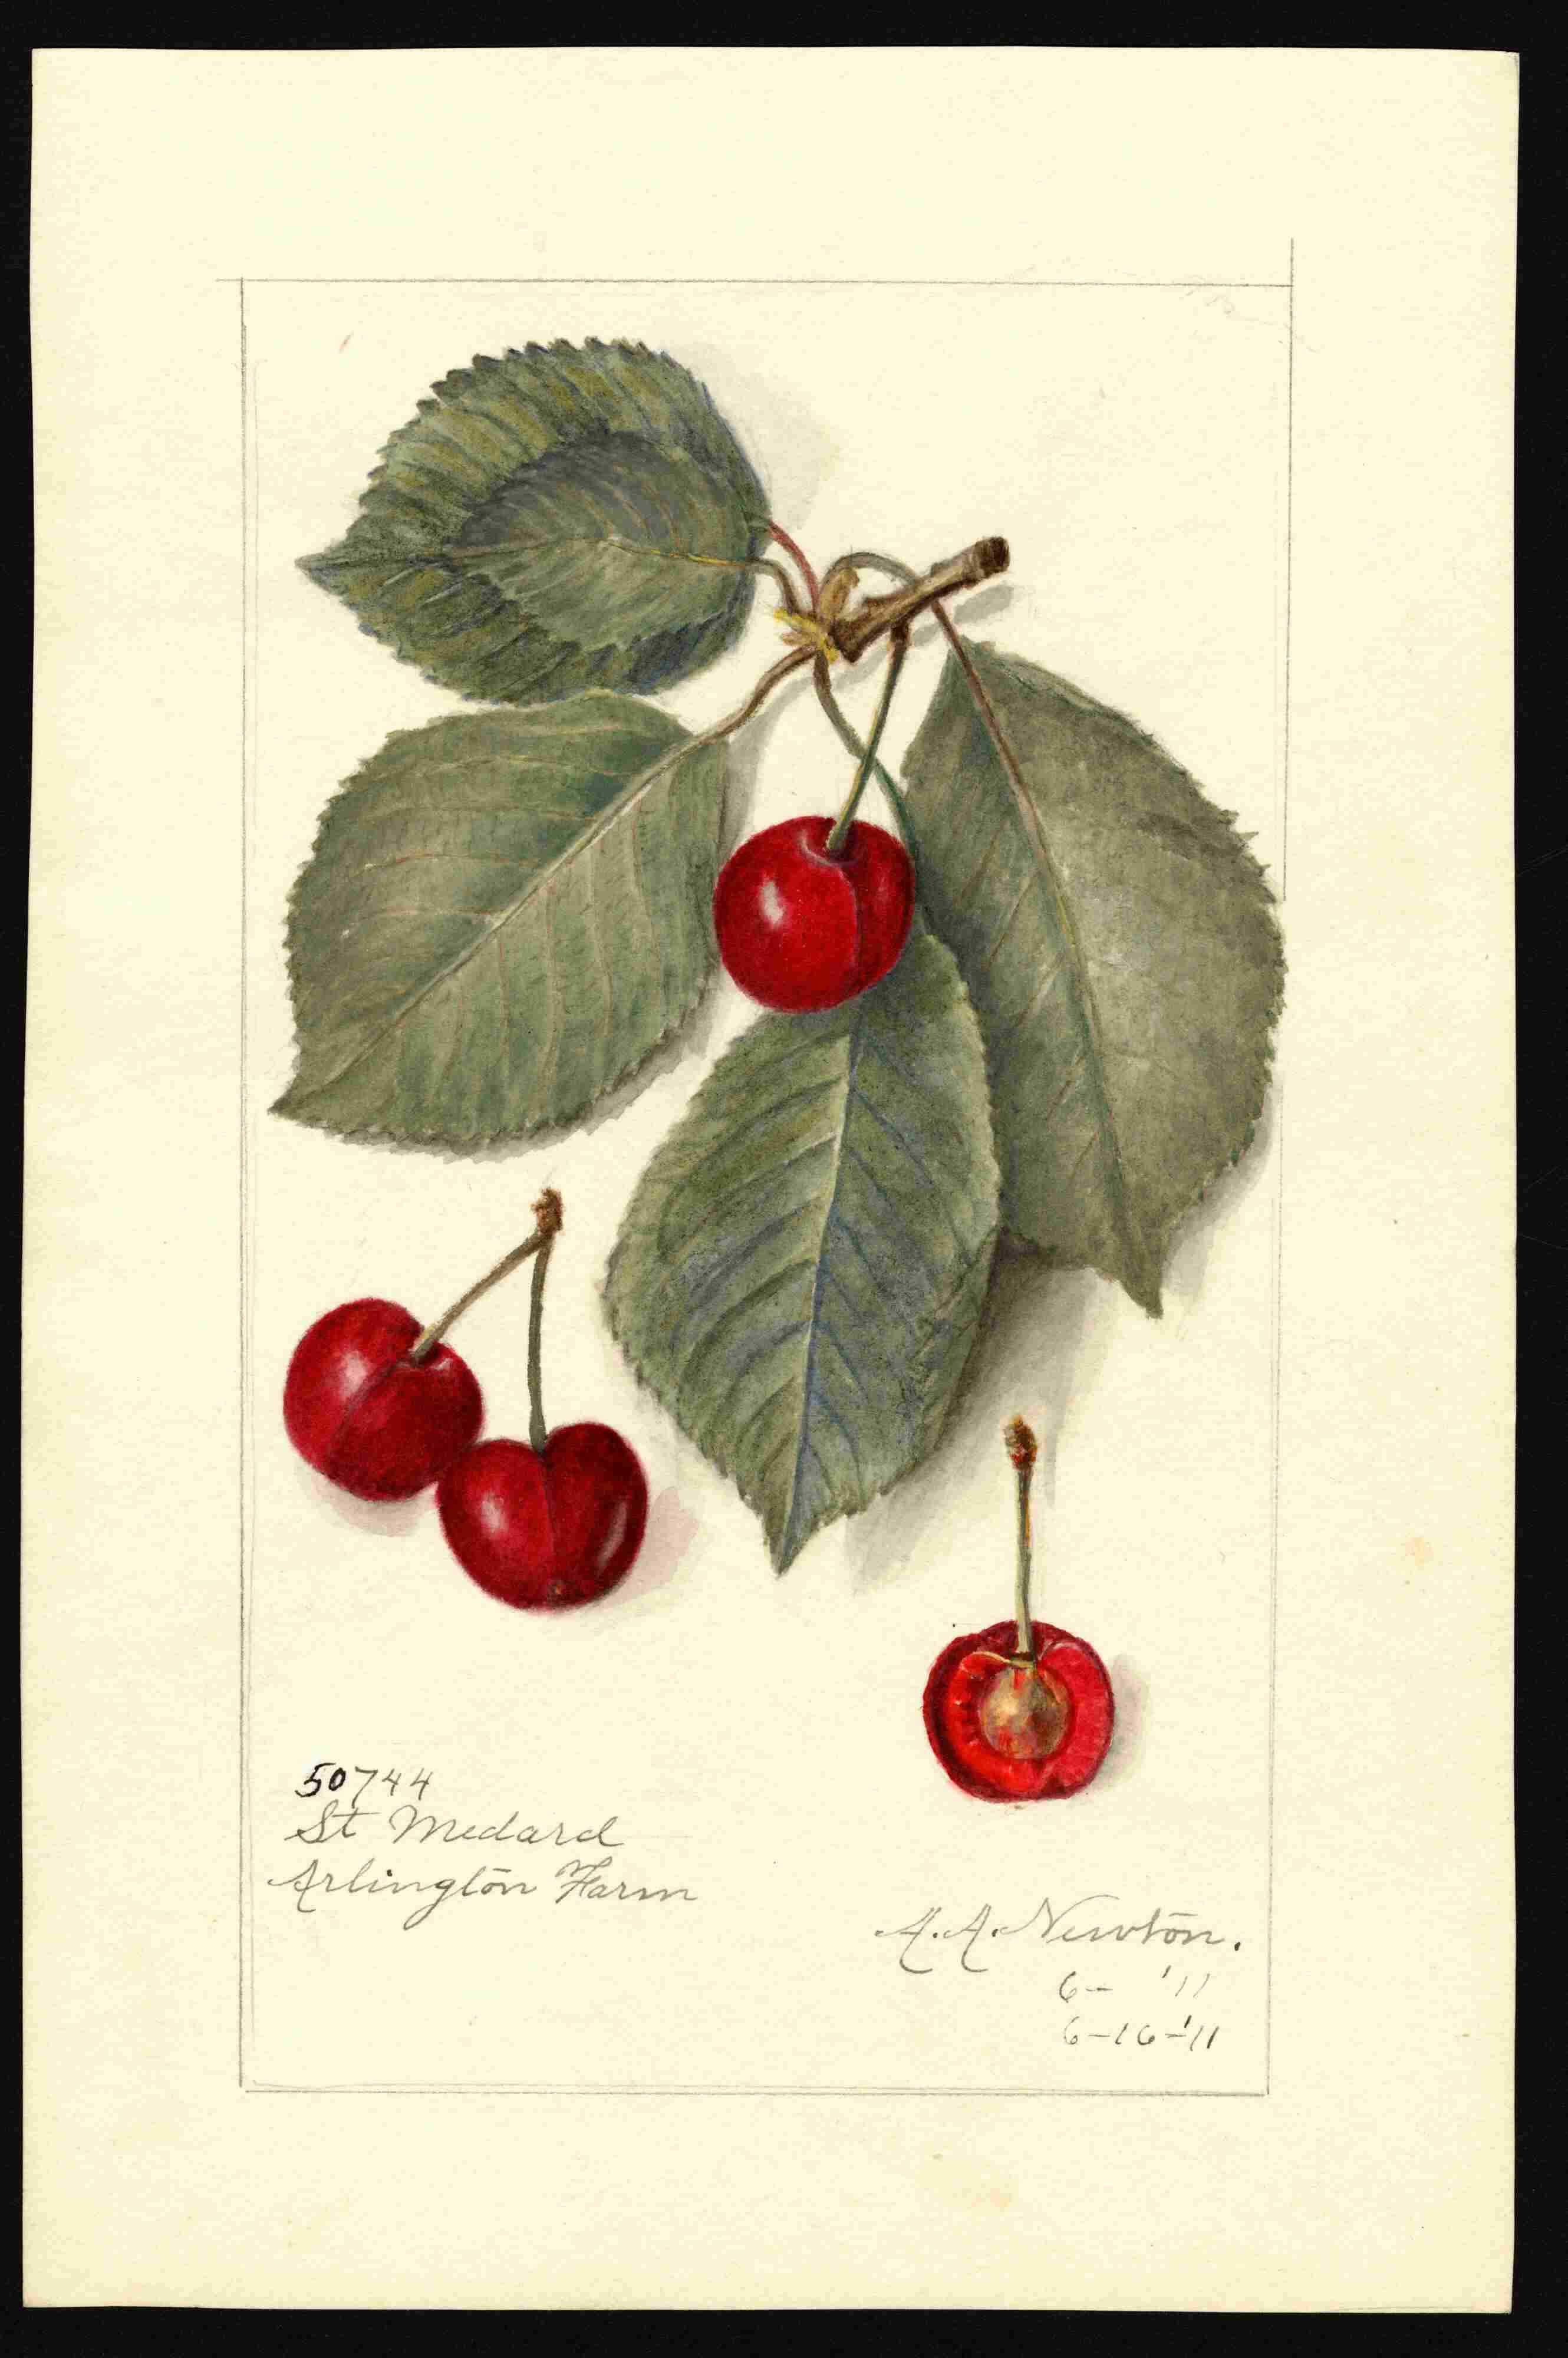 50744
St Medard
Arlington Farm
A.A. Newton.
6- '11
6-16-'11